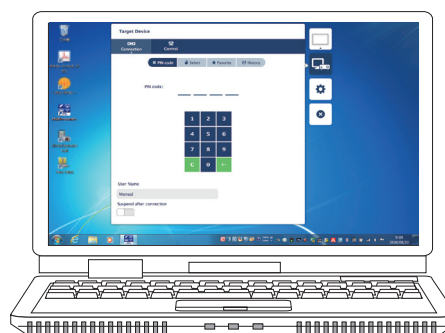 Target Device
Connection
Control
PIN code
Select
Favorite
History
PIN code:
1 2 3
4 5 6
7 8 9
C 0 ←
User Name
Manual
Suspend after connection